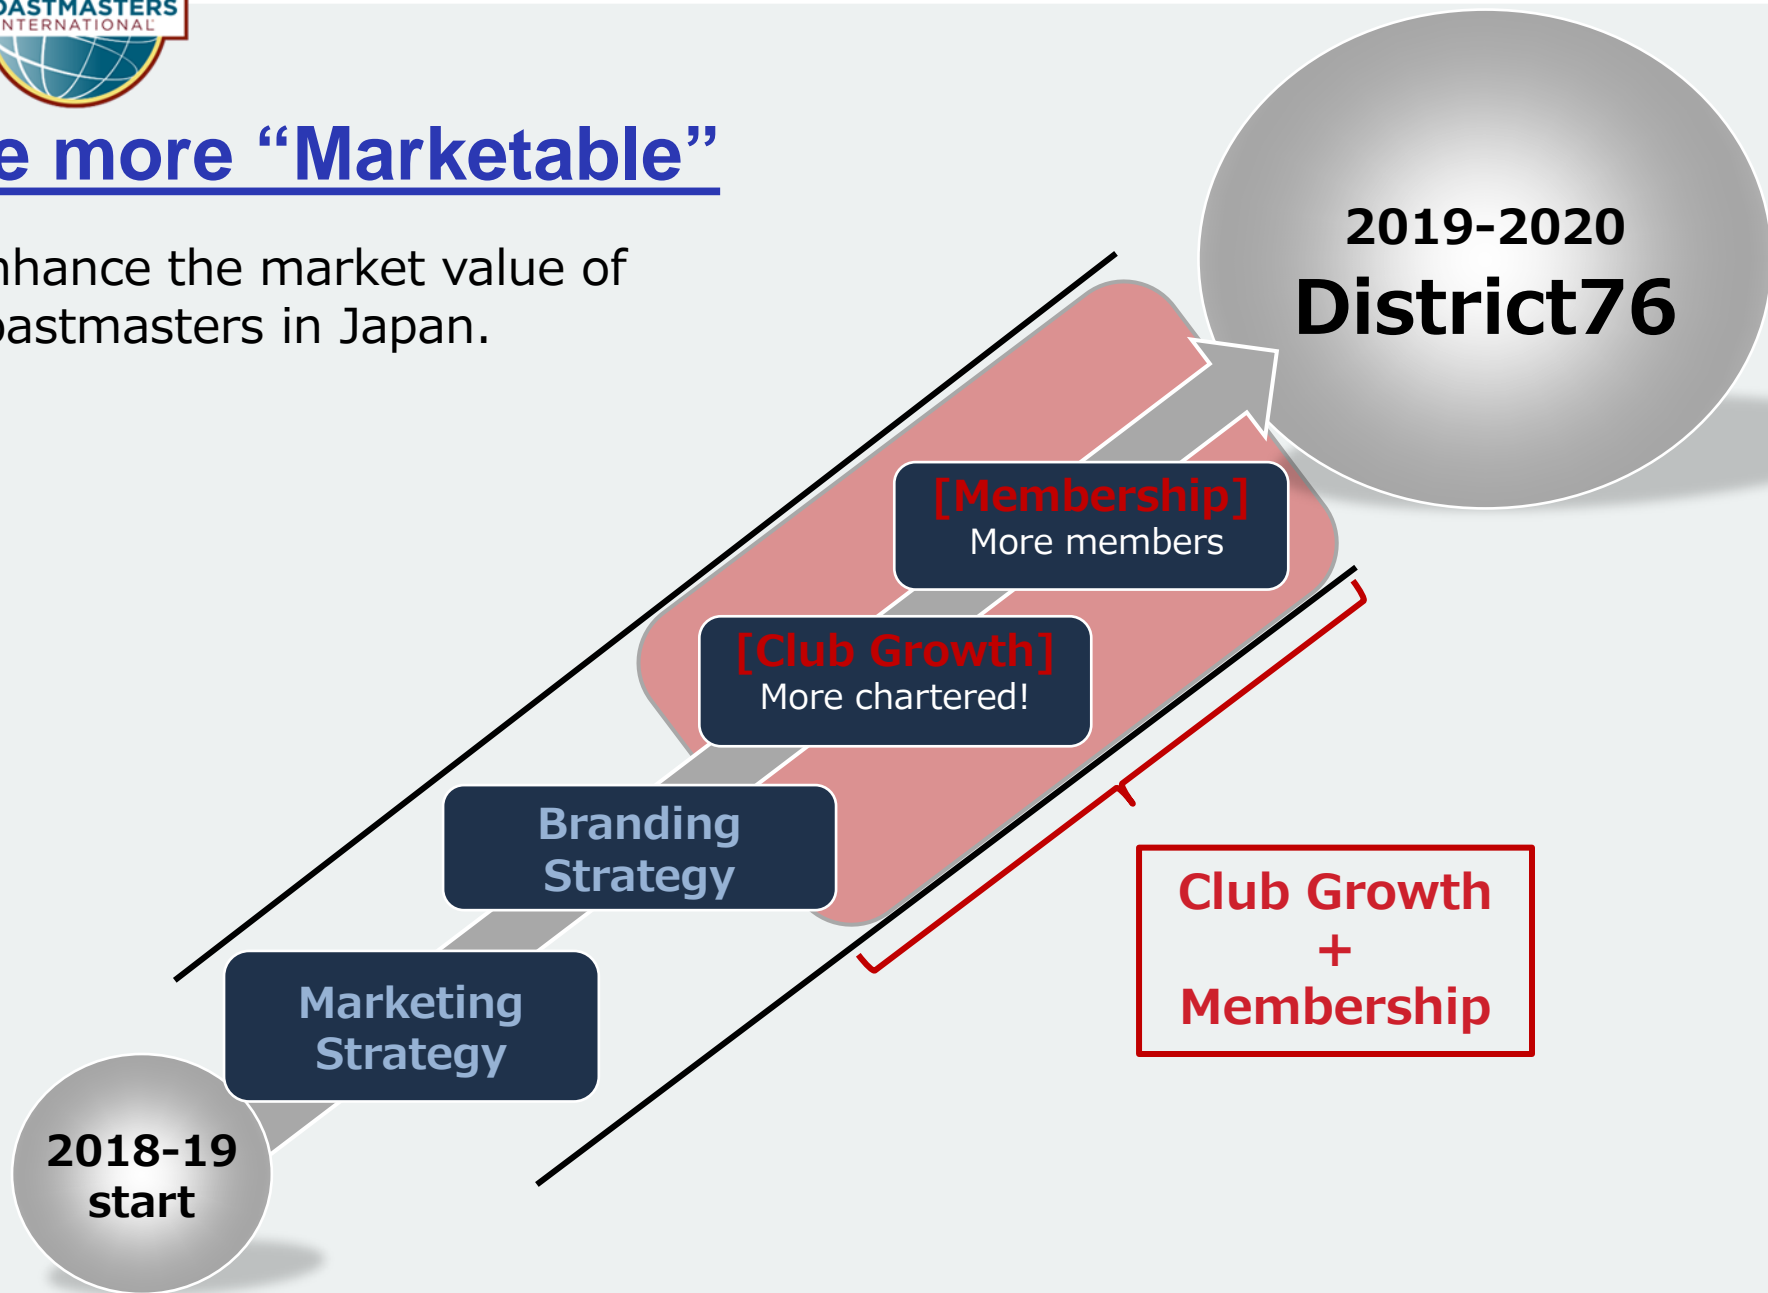 OASTMASTERS
INTERNATIONAL
e more “Marketable”
nhance the market value of
oastmasters in Japan.
2019-2020
District76
[Membership]
More members
[Club Growth]
More chartered!
Branding
Strategy
Club Growth
+
Membership
Marketing
Strategy
2018-19
start